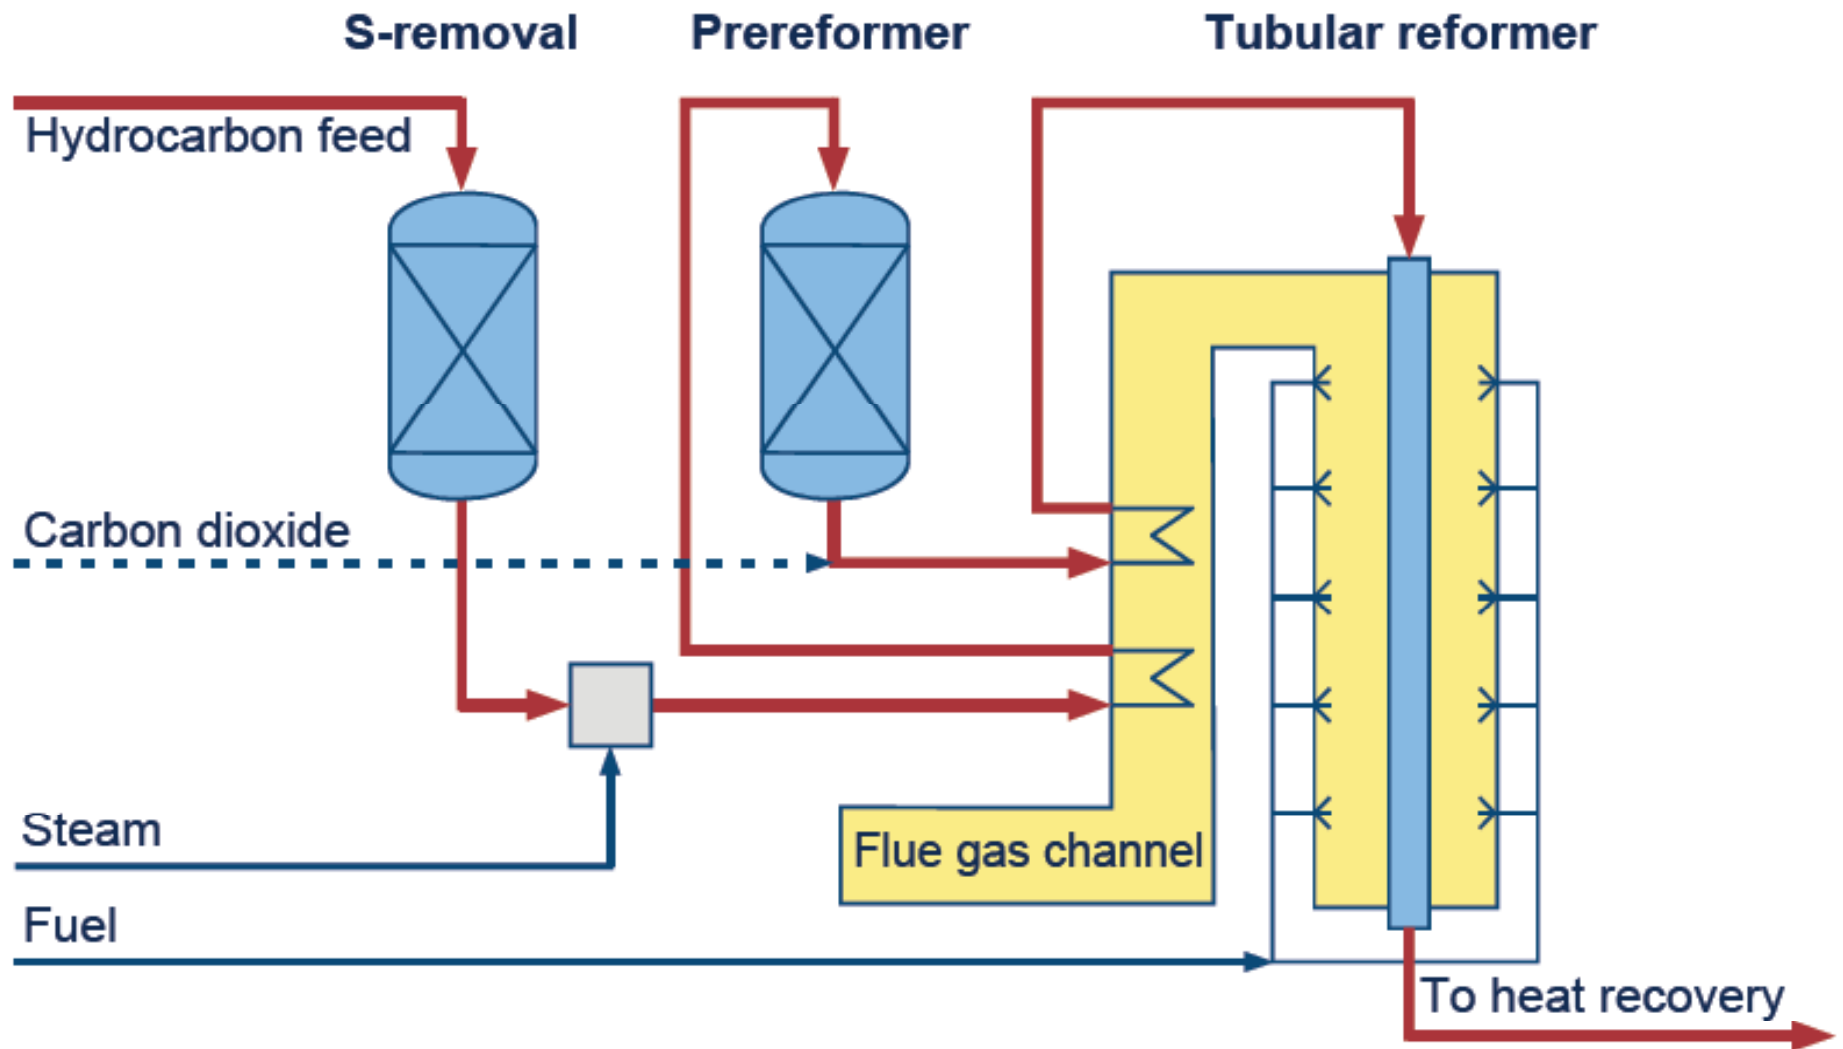 S-removal
Prereformer
Tubular reformer
Hydrocarbon feed
Carbon dioxide
Steam
Flue gas channel
Fuel
To heat recovery